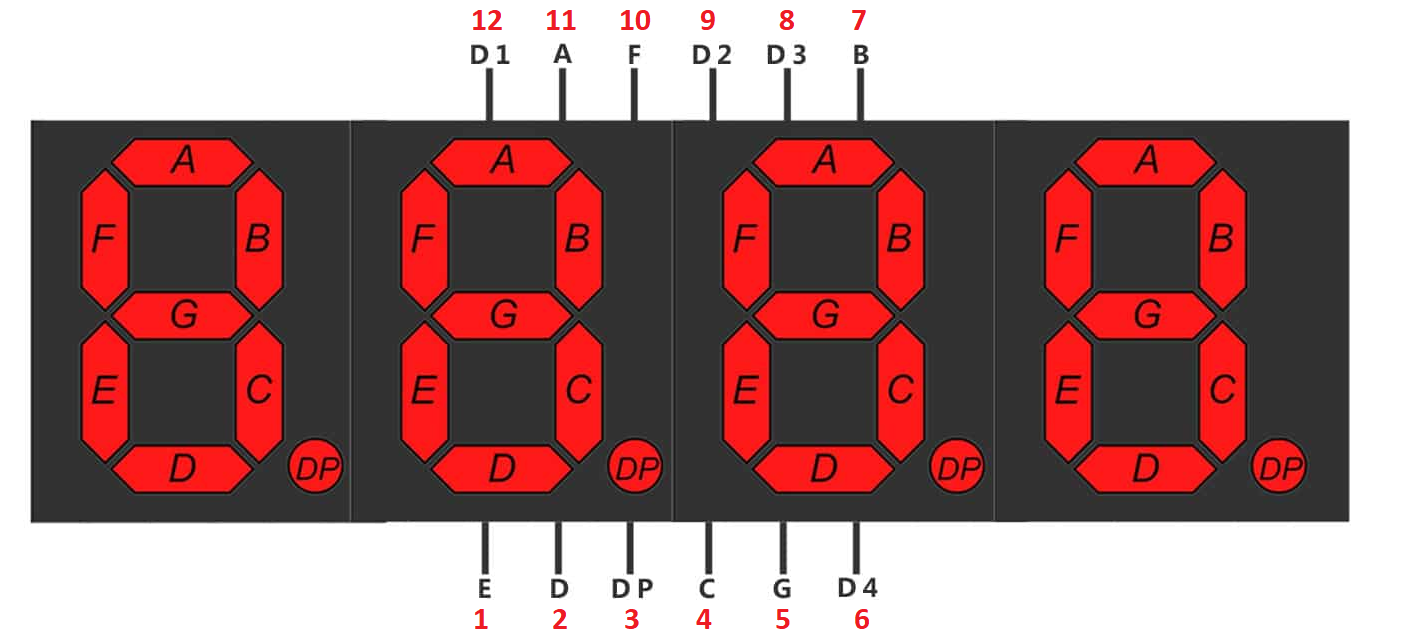 12 11 10 9 8 7
D1 A F D2 D3 B
A A A A
F B F B F B F B
G G G G
E C E C E C E C
D DP D DP D DP D DP
E D DP C G D4
1 2 3 4 5 6